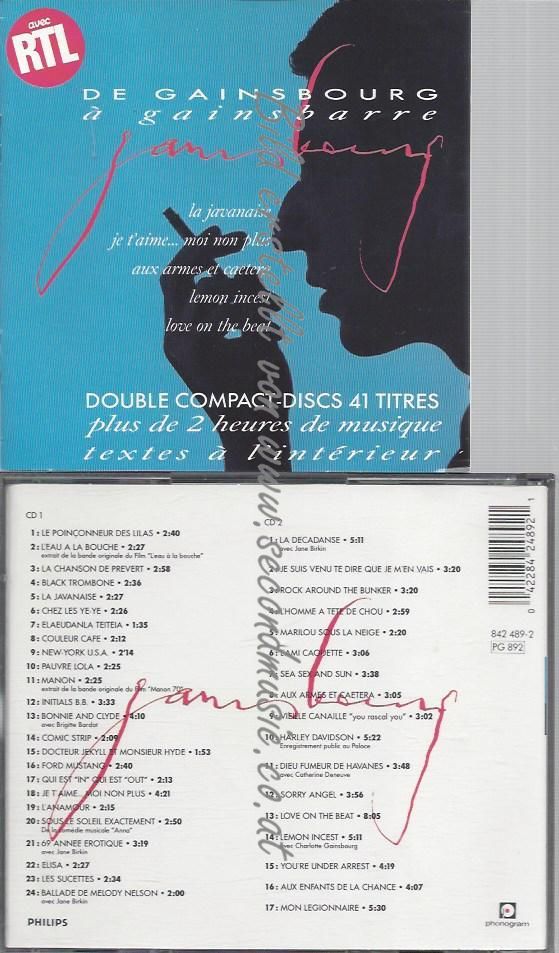 avec
RTL
DE GAINSBOURG
à gainsbarre
gainsbourg
la javanaise
je t'aime... moi non plus
aux armes et caetera
lemon incest
love on the beat
DOUBLE COMPACT-DISCS 41 TITRES
plus de 2 heures de musique
textes à l'intérieur
Bild erstellt von www.secondmusic.co.at
CD 1
1 : LE POINÇONNEUR DES LILAS • 2:40
2 : L'EAU A LA BOUCHE • 2:27
extrait de la bande originale du Film "L'eau à la bouche"
3 : LA CHANSON DE PREVERT • 2:58
4 : BLACK TROMBONE • 2:36
5 : LA JAVANAISE • 2:27
6 : CHEZ LES YE-YE • 2:26
7 : ELAEUDANLA TEITEIA • 1:35
8 : COULEUR CAFE • 2:12
9 : NEW-YORK U.S.A. • 2:14
10 : PAUVRE LOLA • 2:25
11 : MANON • 2:25
extrait de la bande originale du Film "Manon 70"
12 : INITIALS B.B. • 3:33
13 : BONNIE AND CLYDE • 4:10
avec Brigitte Bardot
14 : COMIC STRIP • 2:09
15 : DOCTEUR JEKYLL ET MONSIEUR HYDE • 1:53
16 : FORD MUSTANG • 2:40
17 : QUI EST "IN" QUI EST "OUT" • 2:13
18 : JE T'AIME... MOI NON PLUS • 4:21
19 : L'ANAMOUR • 2:15
20 : SOUS LE SOLEIL EXACTEMENT • 2:50
De la comédie musicale "Anna"
21 : 69 ANNEE EROTIQUE • 3:19
avec Jane Birkin
22 : ELISA • 2:27
23 : LES SUCETTES • 2:34
24 : BALLADE DE MELODY NELSON • 2:00
avec Jane Birkin
PHILIPS
CD 2
1 : LA DECADANSE • 5:11
avec Jane Birkin
2 : JE SUIS VENU TE DIRE QUE JE M'EN VAIS • 3:20
3 : ROCK AROUND THE BUNKER • 3:20
4 : L'HOMME A TETE DE CHOU • 2:59
5 : MARILOU SOUS LA NEIGE • 2:20
6 : L'AMI CAOUETTE • 3:06
7 : SEA SEX AND SUN • 3:38
8 : AUX ARMES ET CAETERA • 3:05
9 : VIEILLE CANAILLE "you rascal you" • 3:02
10 : HARLEY DAVIDSON • 5:22
Enregistrement public au Palace
11 : DIEU FUMEUR DE HAVANES • 3:48
avec Catherine Deneuve
12 : SORRY ANGEL • 3:56
13 : LOVE ON THE BEAT • 8:05
14 : LEMON INCEST • 5:11
avec Charlotte Gainsbourg
15 : YOU'RE UNDER ARREST • 4:19
16 : AUX ENFANTS DE LA CHANCE • 4:07
17 : MON LEGIONNAIRE • 5:30
0 42284 24892 1
842 489-2
PG 892
gainsbourg
phonogram